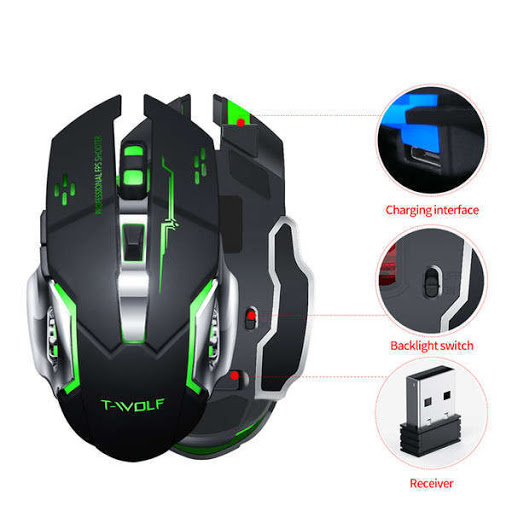 PROFESSIONAL FPS SHOOTER
T-WOLF
Charging interface
Backlight switch
Receiver